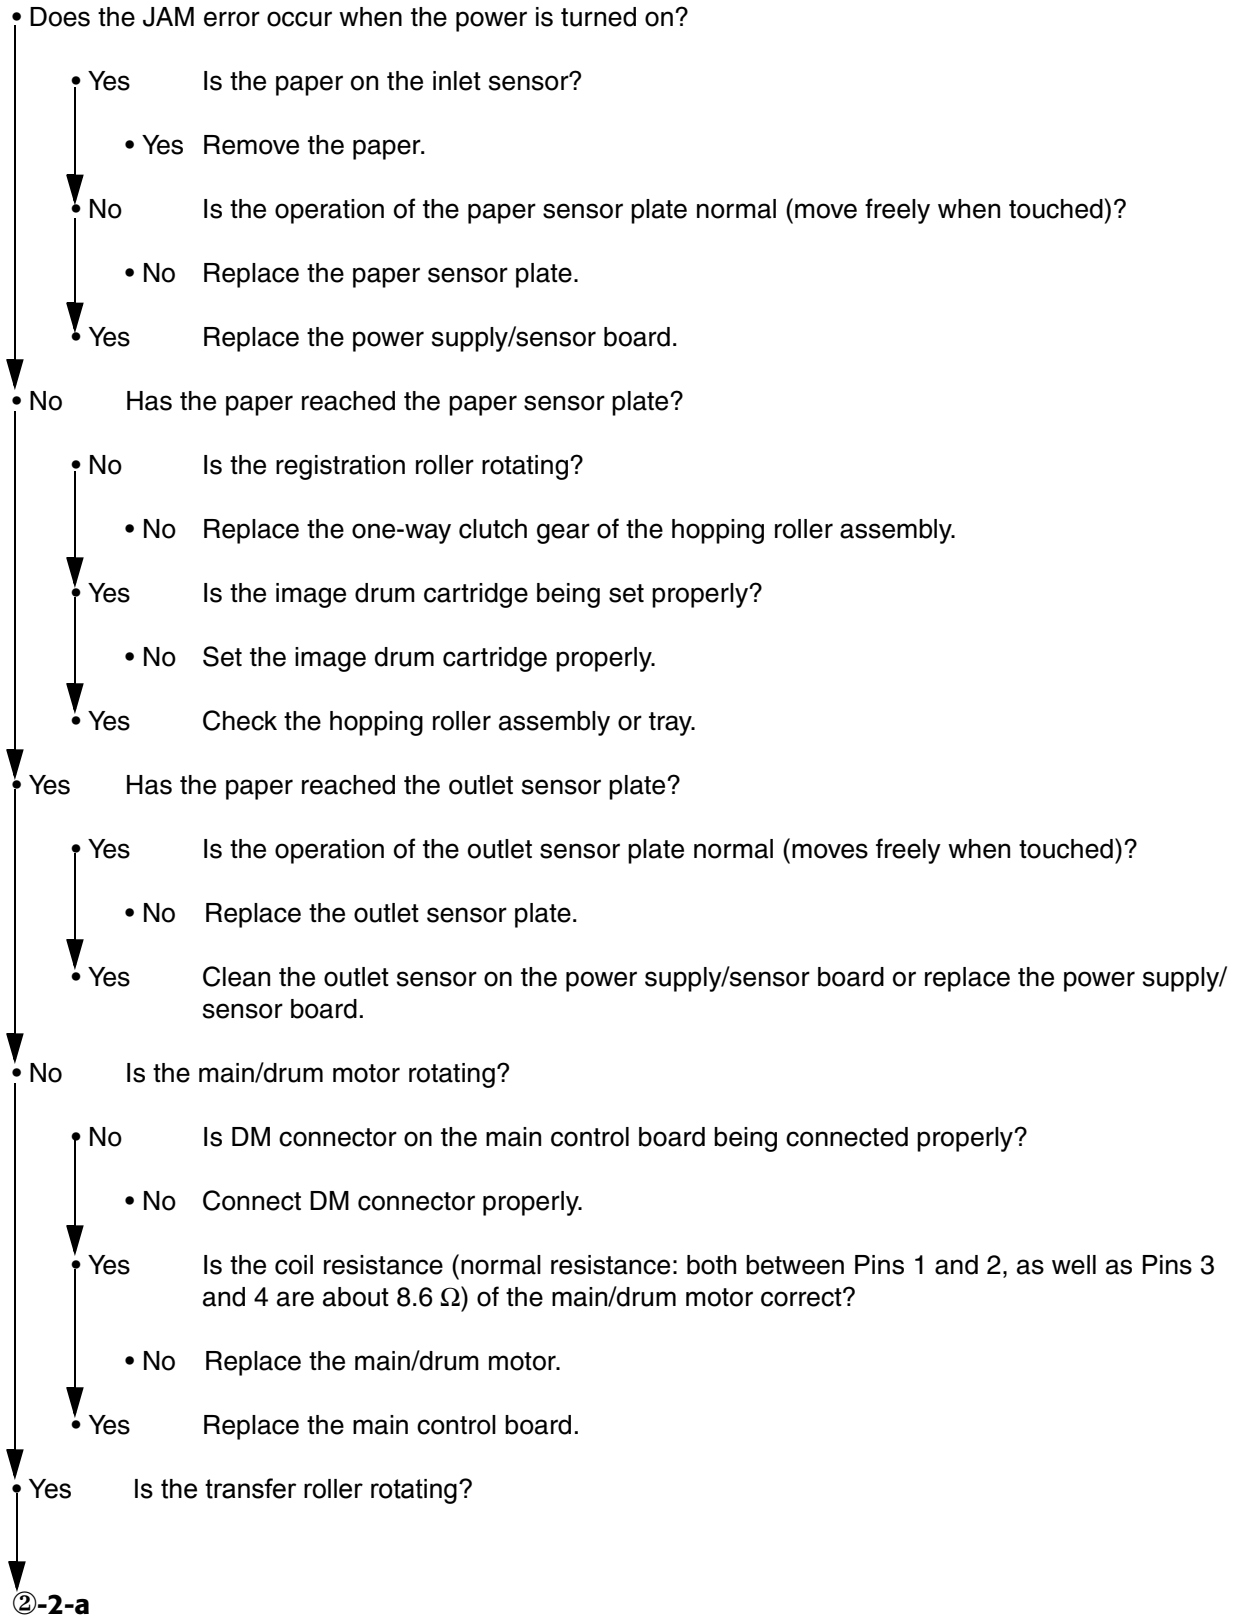 • Does the JAM error occur when the power is turned on?
• Yes Is the paper on the inlet sensor?
• Yes Remove the paper.
• No Is the operation of the paper sensor plate normal (move freely when touched)?
• No Replace the paper sensor plate.
• Yes Replace the power supply/sensor board.
• No Has the paper reached the paper sensor plate?
• No Is the registration roller rotating?
• No Replace the one-way clutch gear of the hopping roller assembly.
• Yes Is the image drum cartridge being set properly?
• No Set the image drum cartridge properly.
• Yes Check the hopping roller assembly or tray.
• Yes Has the paper reached the outlet sensor plate?
• Yes Is the operation of the outlet sensor plate normal (moves freely when touched)?
• No Replace the outlet sensor plate.
• Yes Clean the outlet sensor on the power supply/sensor board or replace the power supply/
sensor board.
• No Is the main/drum motor rotating?
• No Is DM connector on the main control board being connected properly?
• No Connect DM connector properly.
• Yes Is the coil resistance (normal resistance: both between Pins 1 and 2, as well as Pins 3
and 4 are about 8.6 Ω) of the main/drum motor correct?
• No Replace the main/drum motor.
• Yes Replace the main control board.
• Yes Is the transfer roller rotating?
②-2-a